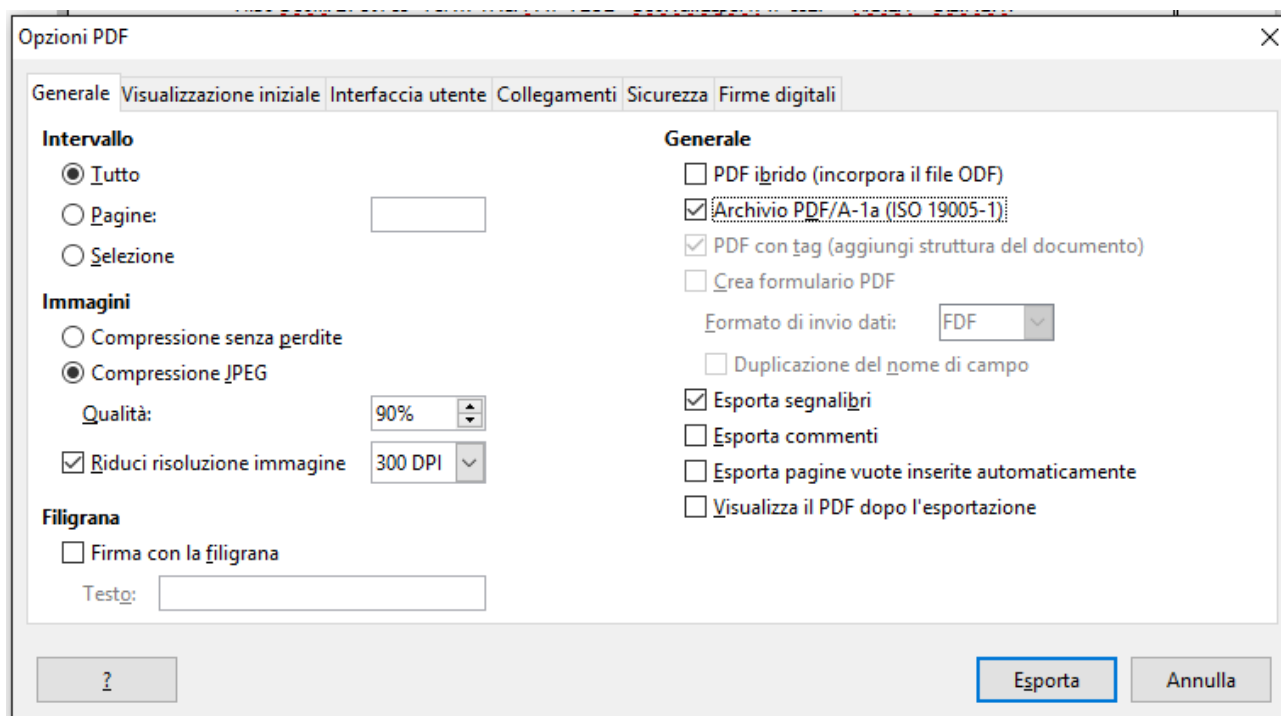 Opzioni PDF
Generale Visualizzazione iniziale Interfaccia utente Collegamenti Sicurezza Firme digitali
Intervallo
Tutto
Pagine:
Selezione
Immagini
Compressione senza perdite
Compressione JPEG
Qualità: 90%
Riduci risoluzione immagine 300 DPI
Filigrana
Firma con la filigrana
Testo:
Generale
PDF ibrido (incorpora il file ODF)
Archivio PDF/A-1a (ISO 19005-1)
PDF con tag (aggiungi struttura del documento)
Crea formulario PDF
Formato di invio dati: FDF
Duplicazione del nome di campo
Esporta segnalibri
Esporta commenti
Esporta pagine vuote inserite automaticamente
Visualizza il PDF dopo l'esportazione
? Esporta Annulla